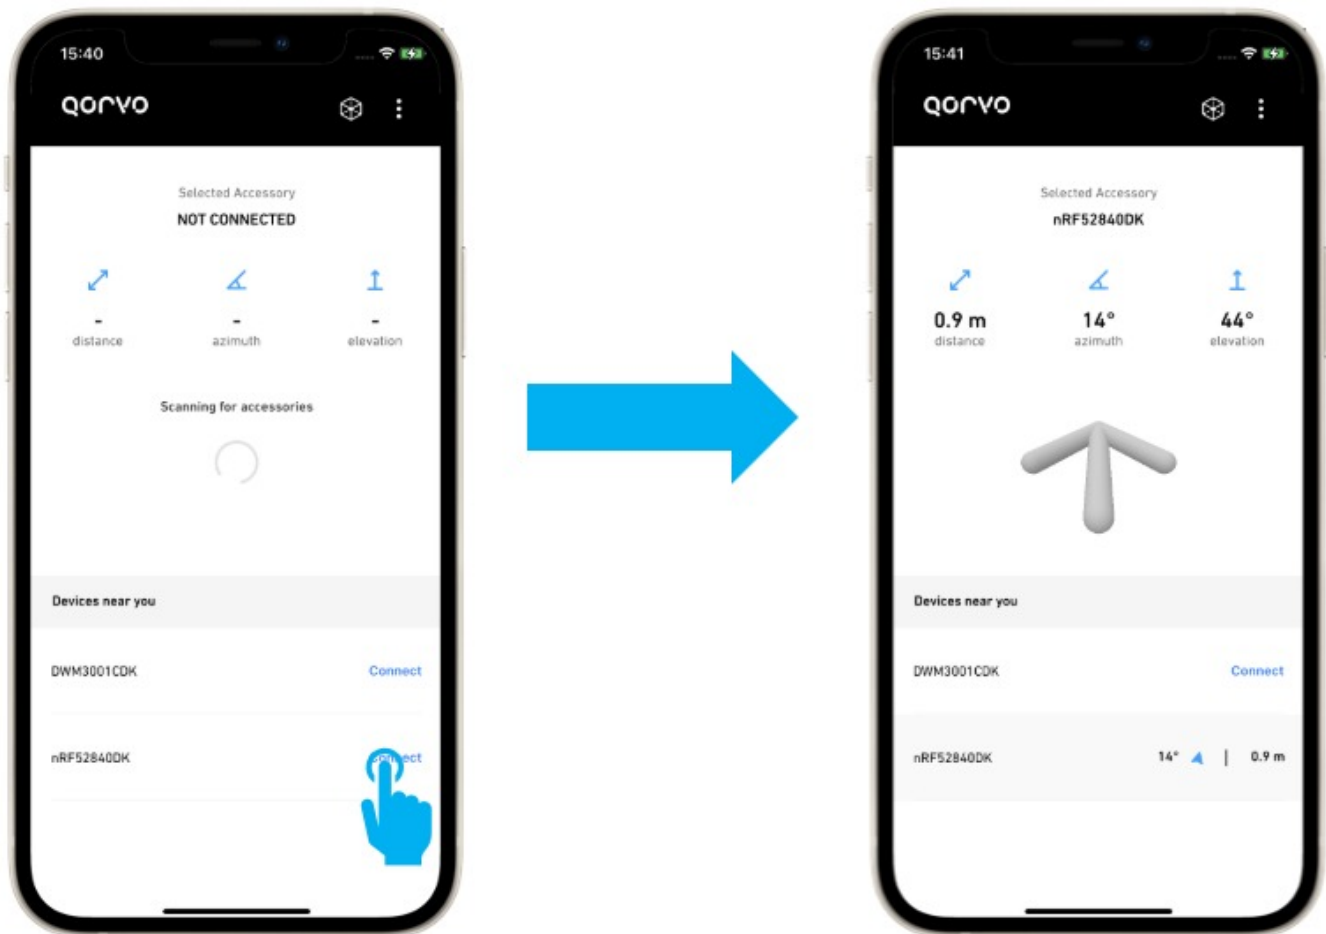 15:40
Qorvo
Selected Accessory
NOT CONNECTED
- - -
distance azimuth elevation
Scanning for accessories
Devices near you
DWM3001CDK Connect
nRF52840DK Connect
15:41
Qorvo
Selected Accessory
nRF52840DK
0.9 m 14° 44°
distance azimuth elevation
Devices near you
DWM3001CDK Connect
nRF52840DK 14° | 0.9 m